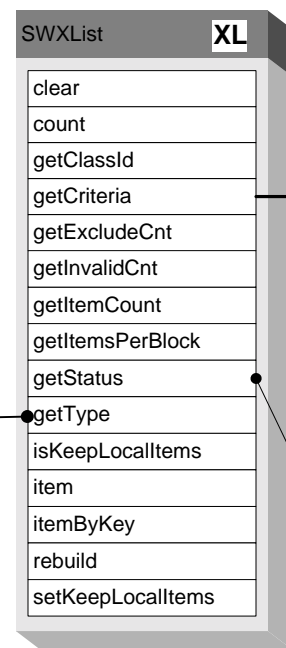 SWXList XL
clear
count
getClassId
getCriteria
getExcludeCnt
getInvalidCnt
getItemCount
getItemsPerBlock
getStatus
getType
isKeepLocalItems
item
itemByKey
rebuild
setKeepLocalItems